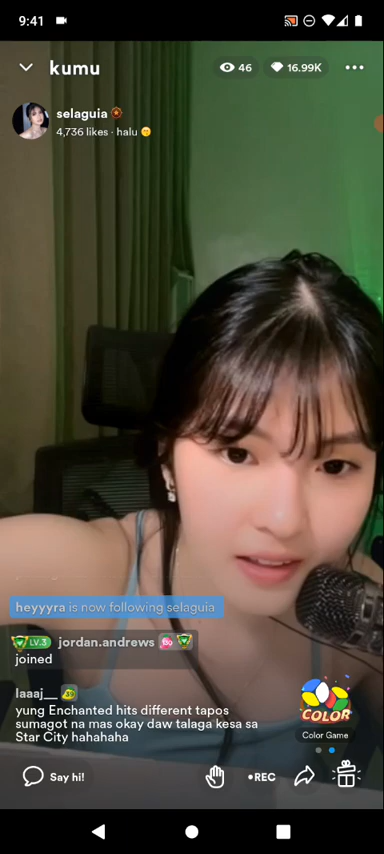 9:41
kumu
46
16.99K
selaguia
4,736 likes · halu
heyyyra is now following selaguia
LV.3 jordan.andrews
joined
laaaj__
yung Enchanted hits different tapos
sumagot na mas okay daw talaga kesa sa
Star City hahahaha
COLOR
Color Game
Say hi!
•REC